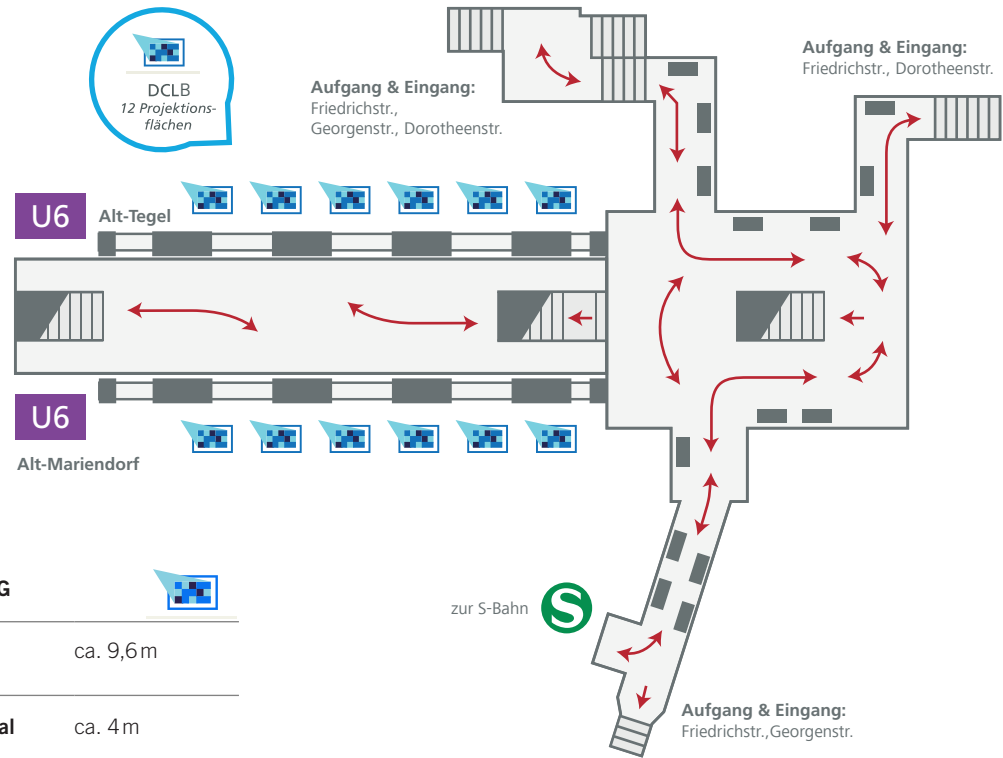 DCLB
12 Projektions-
flächen
Aufgang & Eingang:
Friedrichstr.,
Georgenstr., Dorotheenstr.
Aufgang & Eingang:
Friedrichstr., Dorotheenstr.
U6
Alt-Tegel
U6
Alt-Mariendorf
G
ca. 9,6 m
al
ca. 4 m
zur S-Bahn
S
Aufgang & Eingang:
Friedrichstr.,Georgenstr.